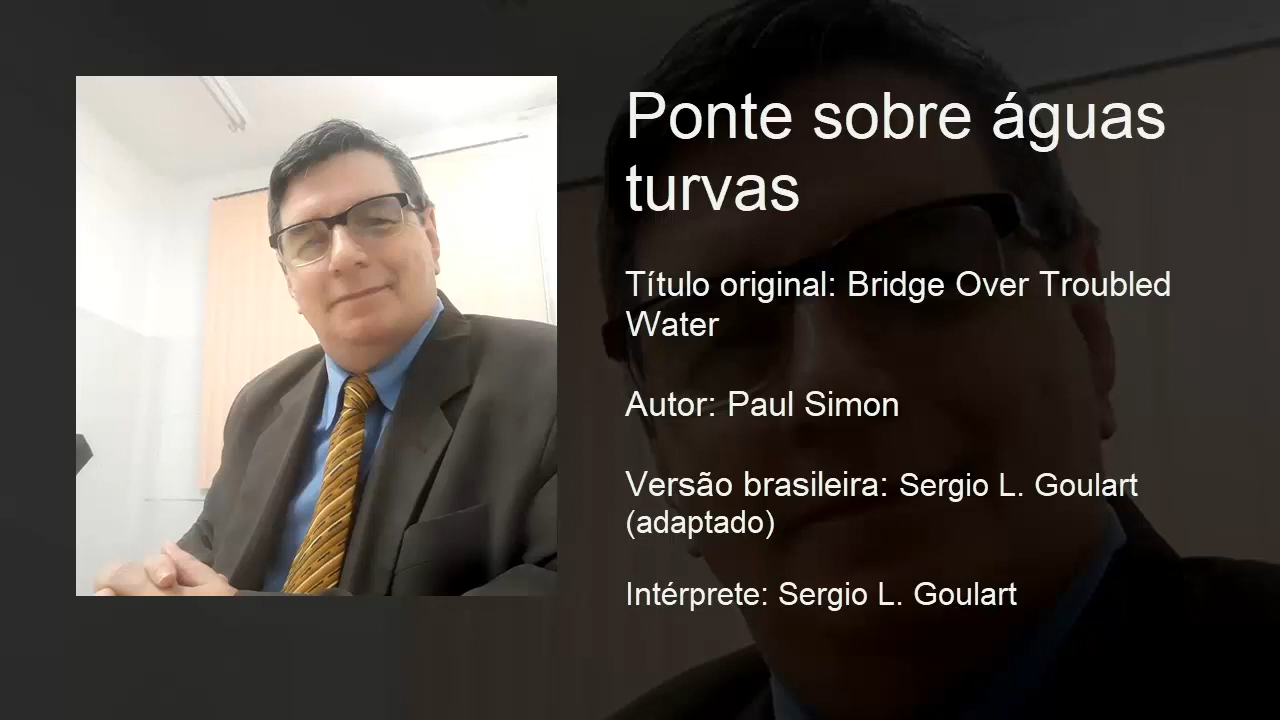 Ponte sobre águas
turvas
Título original: Bridge Over Troubled
Water
Autor: Paul Simon
Versão brasileira: Sergio L. Goulart
(adaptado)
Intérprete: Sergio L. Goulart